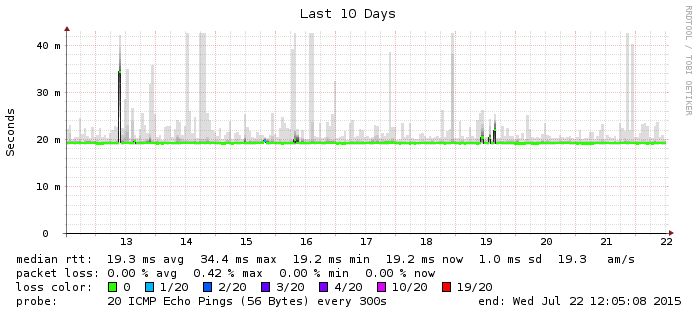 Last 10 Days
RRDTOOL / TOBI OETIKER
Seconds
40 m
30 m
20 m
10 m
0
13 14 15 16 17 18 19 20 21 22
median rtt: 19.3 ms avg 34.4 ms max 19.2 ms min 19.2 ms now 1.0 ms sd 19.3 am/s
packet loss: 0.00 % avg 0.42 % max 0.00 % min 0.00 % now
loss color: 0 1/20 2/20 3/20 4/20 10/20 19/20
probe: 20 ICMP Echo Pings (56 Bytes) every 300s end: Wed Jul 22 12:05:08 2015